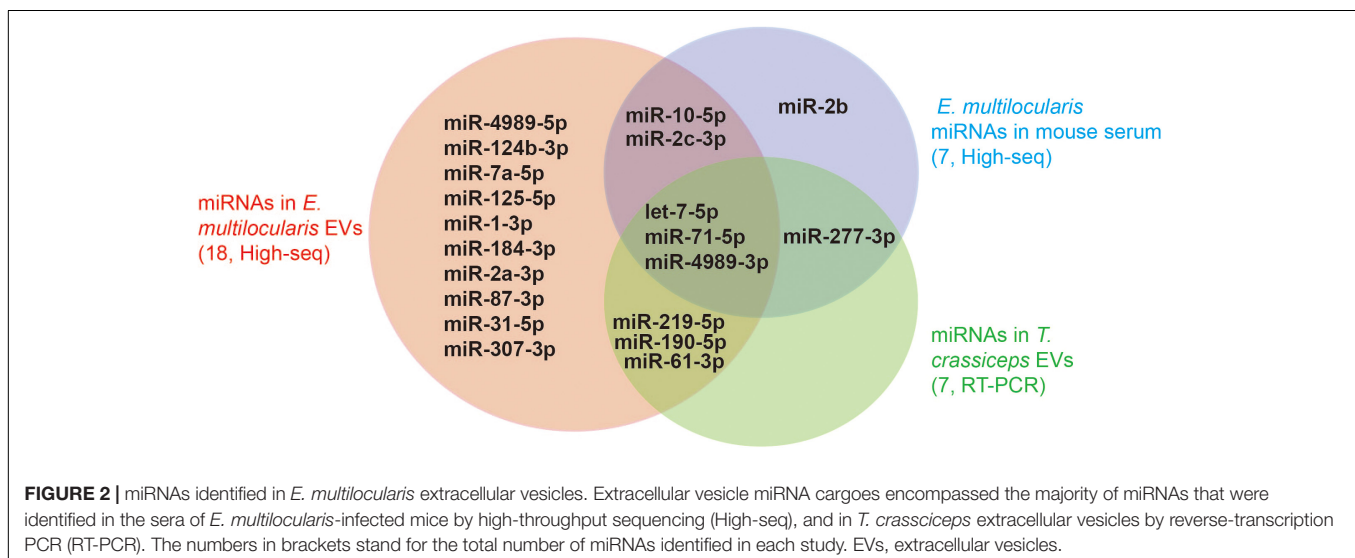 miRNAs in E.
multilocularis EVs
(18, High-seq)
miR-4989-5p
miR-124b-3p
miR-7a-5p
miR-125-5p
miR-1-3p
miR-184-3p
miR-2a-3p
miR-87-3p
miR-31-5p
miR-307-3p
miR-10-5p
miR-2c-3p
miR-2b
let-7-5p
miR-71-5p
miR-4989-3p
miR-277-3p
miR-219-5p
miR-190-5p
miR-61-3p
E. multilocularis
miRNAs in mouse serum
(7, High-seq)
miRNAs in T.
crassiceps EVs
(7, RT-PCR)
FIGURE 2 | miRNAs identified in E. multilocularis extracellular vesicles. Extracellular vesicle miRNA cargoes encompassed the majority of miRNAs that were
identified in the sera of E. multilocularis-infected mice by high-throughput sequencing (High-seq), and in T. crassciceps extracellular vesicles by reverse-transcription
PCR (RT-PCR). The numbers in brackets stand for the total number of miRNAs identified in each study. EVs, extracellular vesicles.